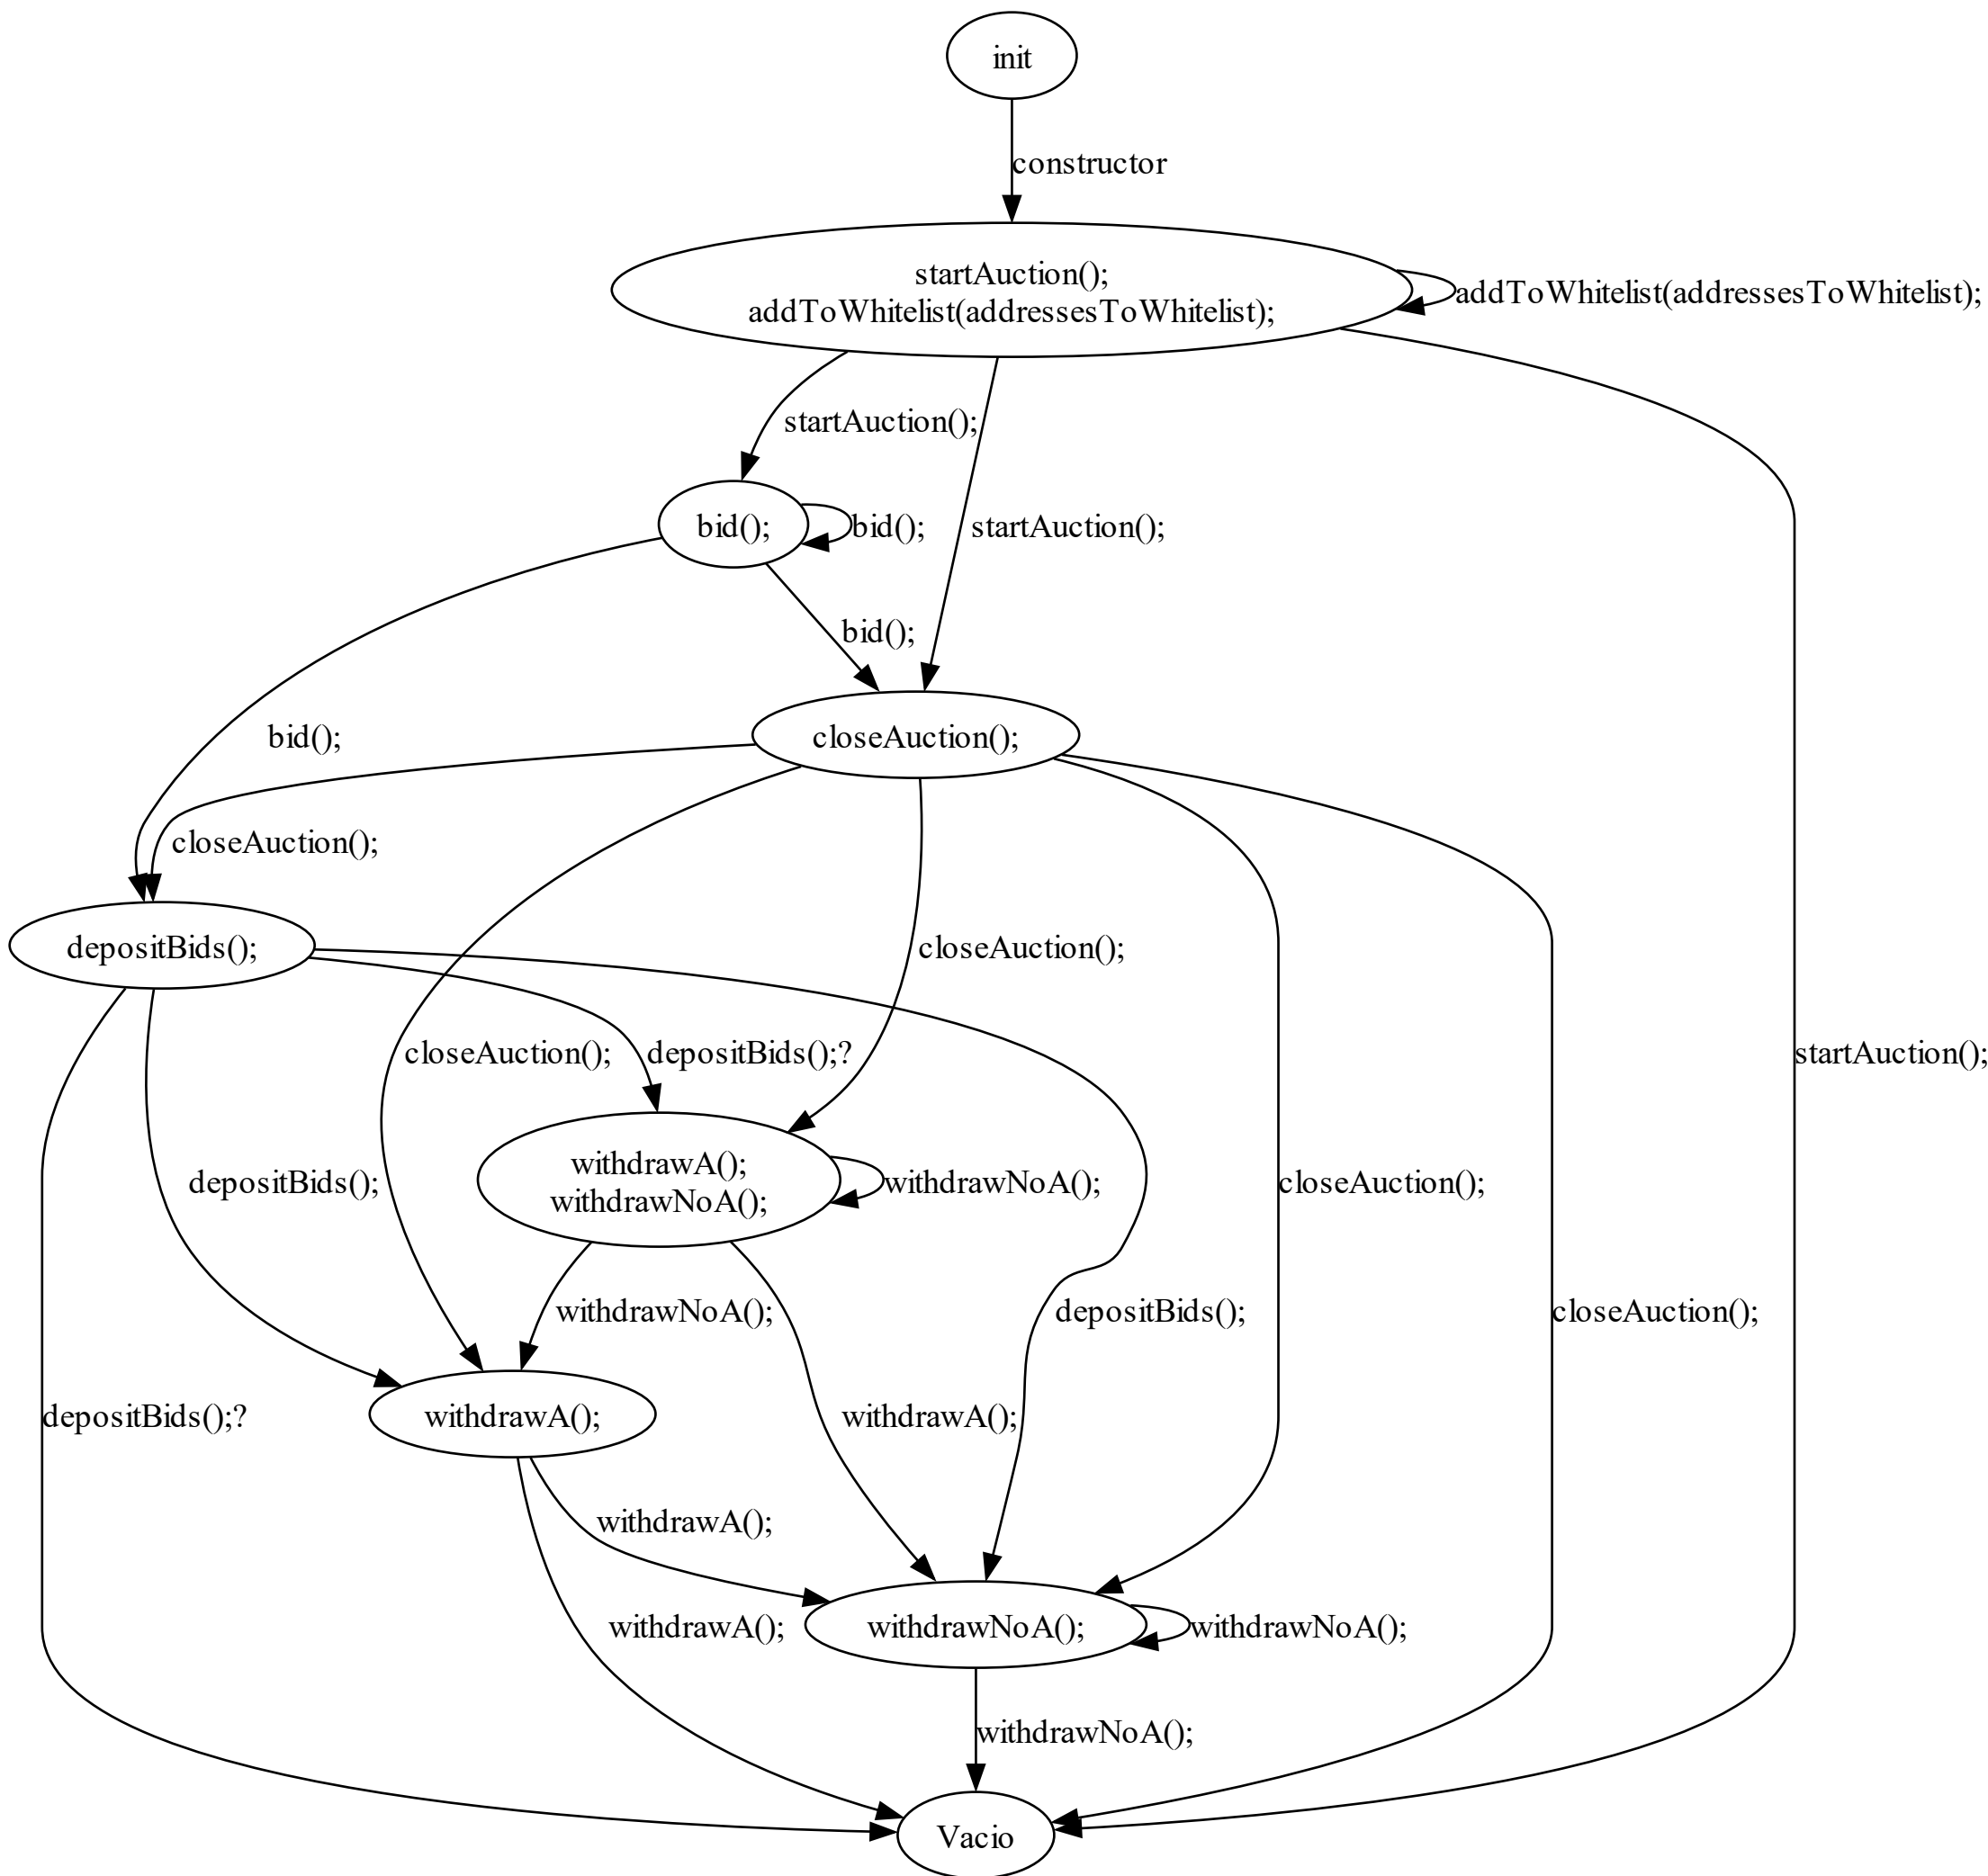 init
constructor
startAuction();
addToWhitelist(addressesToWhitelist);
addToWhitelist(addressesToWhitelist);
startAuction();
bid();
bid();
startAuction();
bid();
bid();
closeAuction();
closeAuction();
depositBids();
closeAuction();
closeAuction();
depositBids();?
startAuction();
withdrawA();
withdrawNoA();
depositBids();
withdrawNoA();
closeAuction();
withdrawNoA();
depositBids();
closeAuction();
depositBids();?
withdrawA();
withdrawA();
withdrawA();
withdrawA();
withdrawNoA();
withdrawNoA();
withdrawNoA();
Vacio